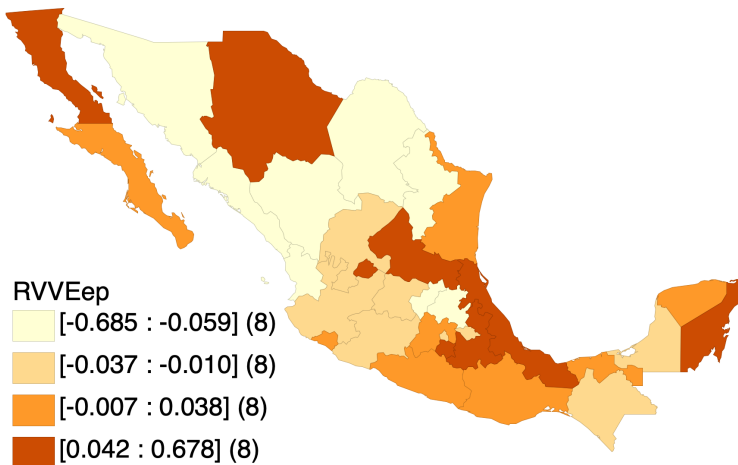 RVVEep
[-0.685 : -0.059] (8)
[-0.037 : -0.010] (8)
[-0.007 : 0.038] (8)
[0.042 : 0.678] (8)